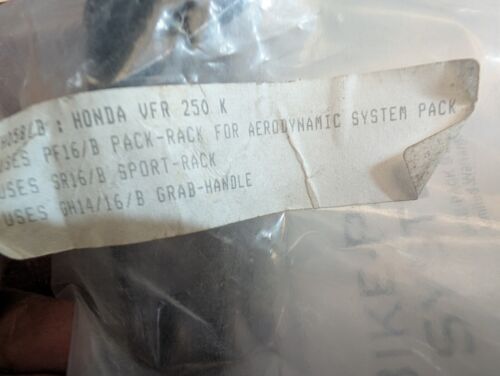 H058LB : HONDA VFR 250 K
USES PF16/B PACK-RACK FOR AERODYNAMIC SYSTEM PACK
USES SR16/B SPORT-RACK
USES GH14/16/B GRAB-HANDLE